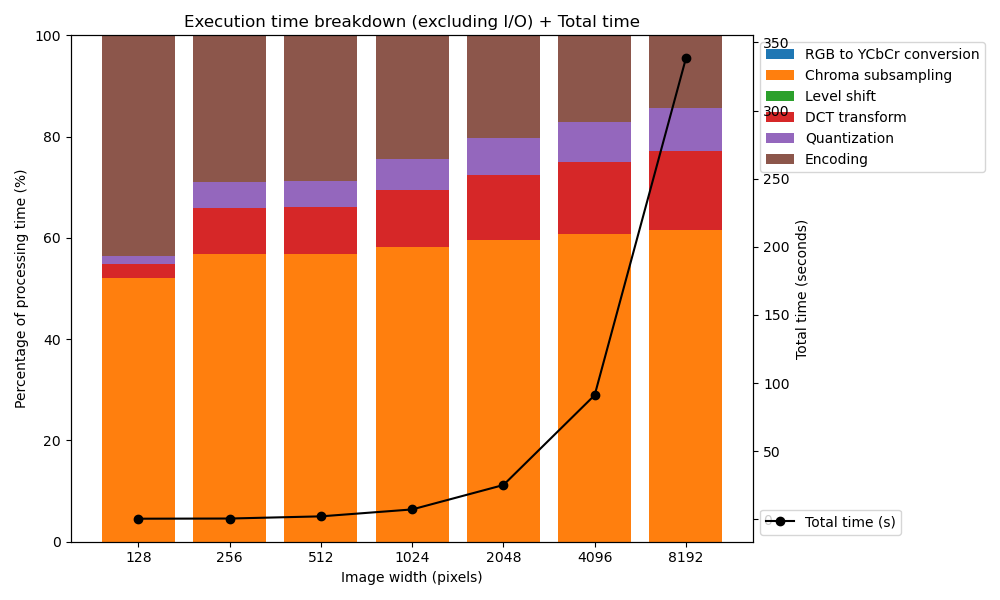 Execution time breakdown (excluding I/O) + Total time
Percentage of processing time (%)
100
80
60
40
20
0
128 256 512 1024 2048 4096 8192
Image width (pixels)
350
300
250
200
150
100
50
0
Total time (seconds)
RGB to YCbCr conversion
Chroma subsampling
Level shift
DCT transform
Quantization
Encoding
Total time (s)